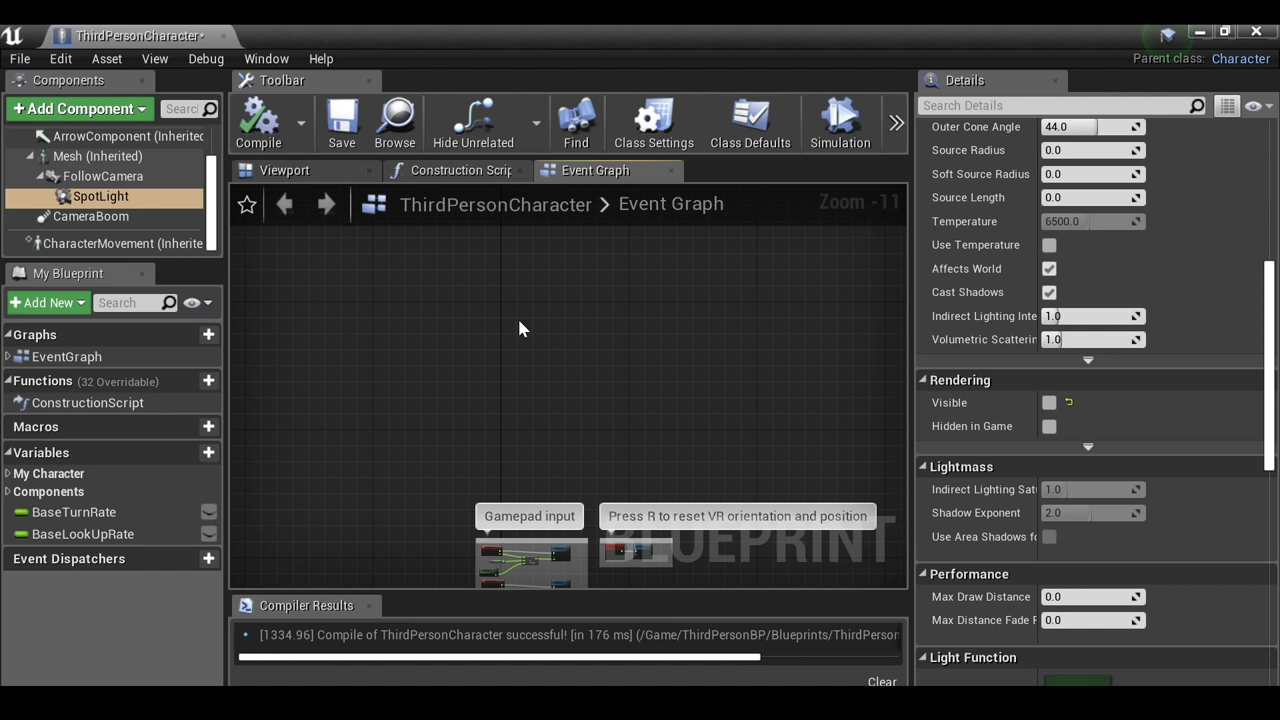 ThirdPersonCharacter*
File Edit Asset View Debug Window Help
Parent class: Character
Components
Add Component
Searc
ArrowComponent (Inheritec
Mesh (Inherited)
FollowCamera
SpotLight
CameraBoom
CharacterMovement (Inherite
My Blueprint
Add New
Search
Graphs
EventGraph
Functions (32 Overridable)
ConstructionScript
Macros
Variables
My Character
Components
BaseTurnRate
BaseLookUpRate
Event Dispatchers
Toolbar
Compile
Save
Browse
Hide Unrelated
Find
Class Settings
Class Defaults
Simulation
Viewport
Construction Scrip
Event Graph
ThirdPersonCharacter > Event Graph
Zoom -11
Gamepad input
Press R to reset VR orientation and position
BLUEPRINT
Compiler Results
[1334.96] Compile of ThirdPersonCharacter successful! [in 176 ms] (/Game/ThirdPersonBP/Blueprints/ThirdPerson
Clear
Details
Search Details
Outer Cone Angle 44.0
Source Radius 0.0
Soft Source Radius 0.0
Source Length 0.0
Temperature 6500.0
Use Temperature
Affects World
Cast Shadows
Indirect Lighting Inte 1.0
Volumetric Scatterin 1.0
Rendering
Visible
Hidden in Game
Lightmass
Indirect Lighting Sat 1.0
Shadow Exponent 2.0
Use Area Shadows fo
Performance
Max Draw Distance 0.0
Max Distance Fade F 0.0
Light Function